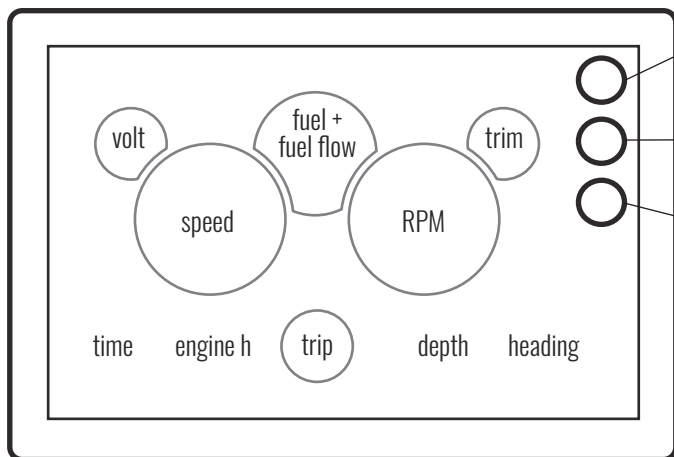 volt
fuel +
fuel flow
trim
speed
RPM
time
engine h
trip
depth
heading